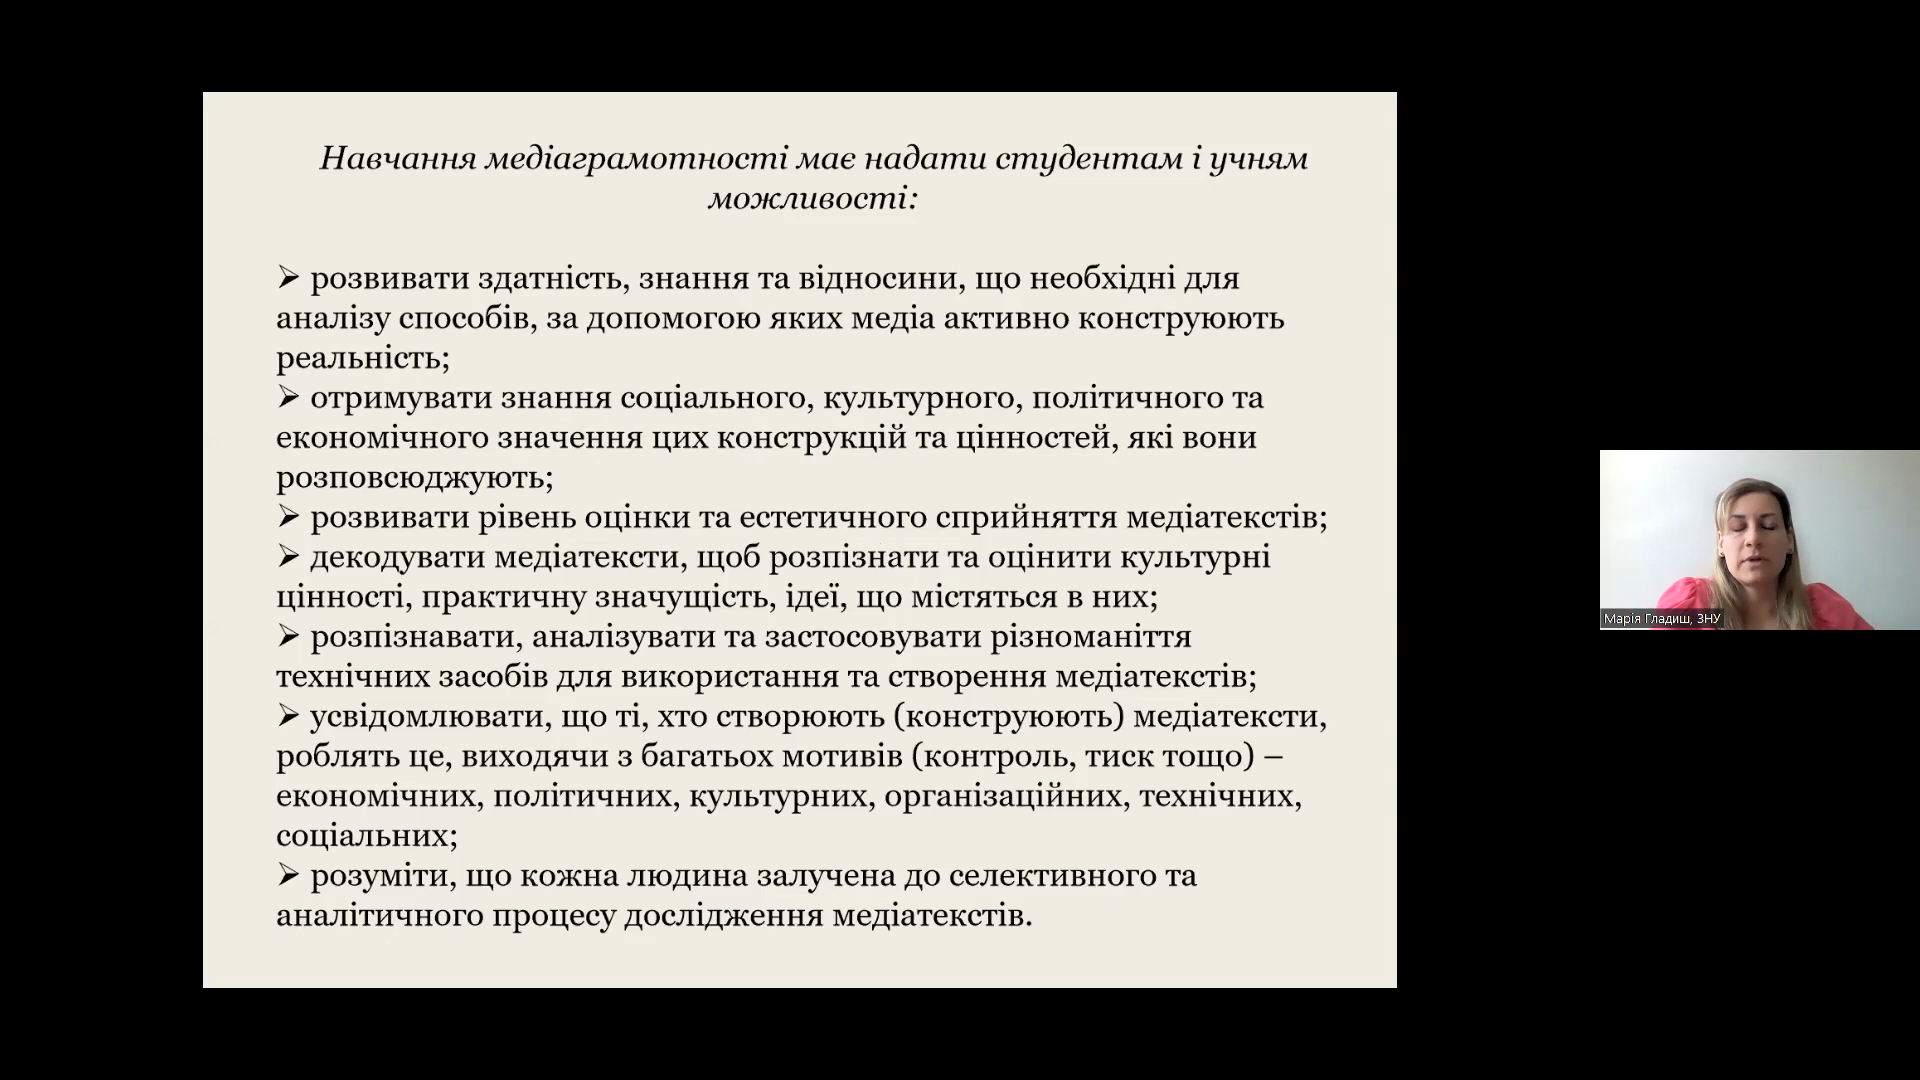 Навчання медіаграмотності має надати студентам і учням
можливості:
➢ розвивати здатність, знання та відносини, що необхідні для
аналізу способів, за допомогою яких медіа активно конструюють
реальність;
➢ отримувати знання соціального, культурного, політичного та
економічного значення цих конструкцій та цінностей, які вони
розповсюджують;
➢ розвивати рівень оцінки та естетичного сприйняття медіатекстів;
➢ декодувати медіатексти, щоб розпізнати та оцінити культурні
цінності, практичну значущість, ідеї, що містяться в них;
➢ розпізнавати, аналізувати та застосовувати різноманіття
технічних засобів для використання та створення медіатекстів;
➢ усвідомлювати, що ті, хто створюють (конструюють) медіатексти,
роблять це, виходячи з багатьох мотивів (контроль, тиск тощо) –
економічних, політичних, культурних, організаційних, технічних,
соціальних;
➢ розуміти, що кожна людина залучена до селективного та
аналітичного процесу дослідження медіатекстів.
Марія Гладиш, ЗНУ